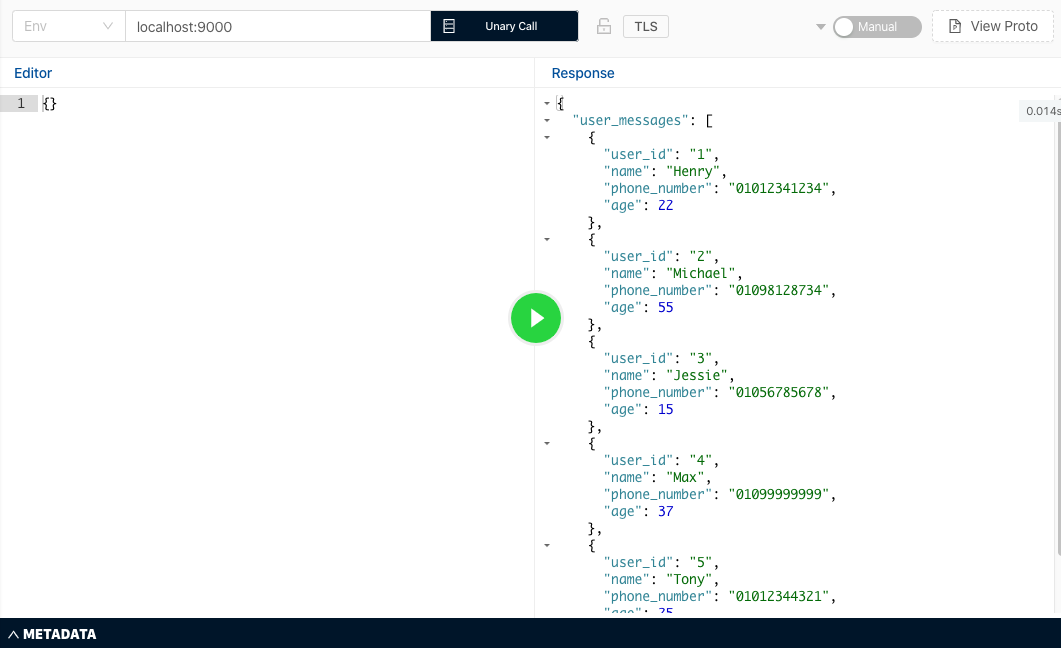 Env localhost:9000 Unary Call TLS Manual View Proto
Editor
Response
1 {}
0.014s
{
"user_messages": [
{
"user_id": "1",
"name": "Henry",
"phone_number": "01012341234",
"age": 22
},
{
"user_id": "2",
"name": "Michael",
"phone_number": "01098128734",
"age": 55
},
{
"user_id": "3",
"name": "Jessie",
"phone_number": "01056785678",
"age": 15
},
{
"user_id": "4",
"name": "Max",
"phone_number": "01099999999",
"age": 37
},
{
"user_id": "5",
"name": "Tony",
"phone_number": "01012344321",
"age":
METADATA